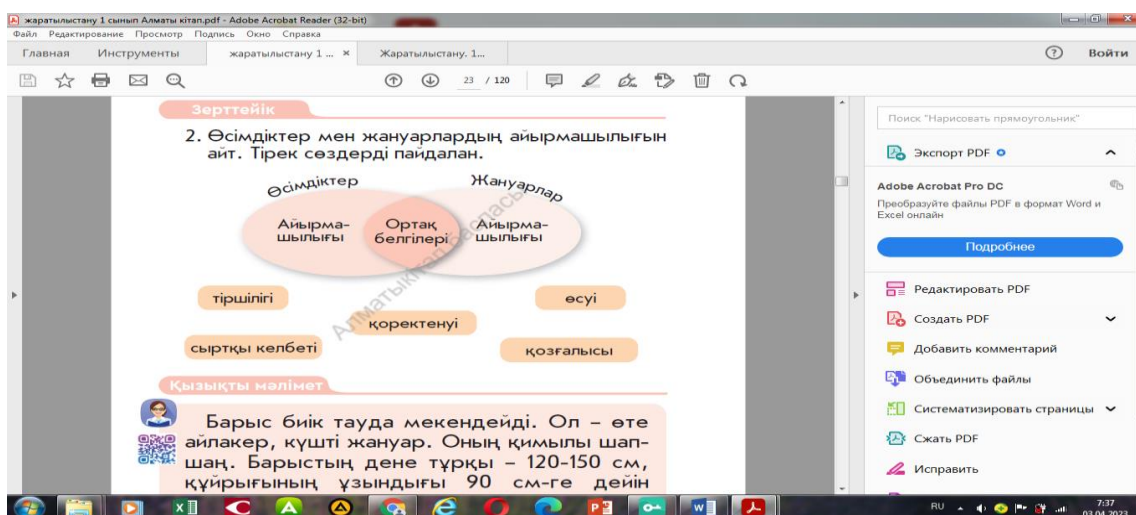 жаратылыстану 1 сынып Алматы кітап.pdf - Adobe Acrobat Reader (32-bit)
Файл Редактирование Просмотр Подпись Окно Справка
Главная Инструменты жаратылыстану 1 ... × Жаратылыстану. 1... Войти
23 / 120
Зерттейік
2. Өсімдіктер мен жануарлардың айырмашылығын
айт. Тірек сөздерді пайдалан.
Өсімдіктер Жануарлар
Айырма- Ортақ Айырма-
шылығы белгілері шылығы
Алматыкітап баспасы
тіршілігі өсуі
қоректенуі
сыртқы келбеті қозғалысы
Қызықты мәлімет
Барыс биік тауда мекендейді. Ол – өте
айлакер, күшті жануар. Оның қимылы шап-
шаң. Барыстың дене тұрқы – 120-150 см,
құйрығының ұзындығы 90 см-ге дейін
Поиск "Нарисовать прямоугольник"
Экспорт PDF
Adobe Acrobat Pro DC
Преобразуйте файлы PDF в формат Word и
Excel онлайн
Подробнее
Редактировать PDF
Создать PDF
Добавить комментарий
Объединить файлы
Систематизировать страницы
Сжать PDF
Исправить
RU 7:37
03.04.2023